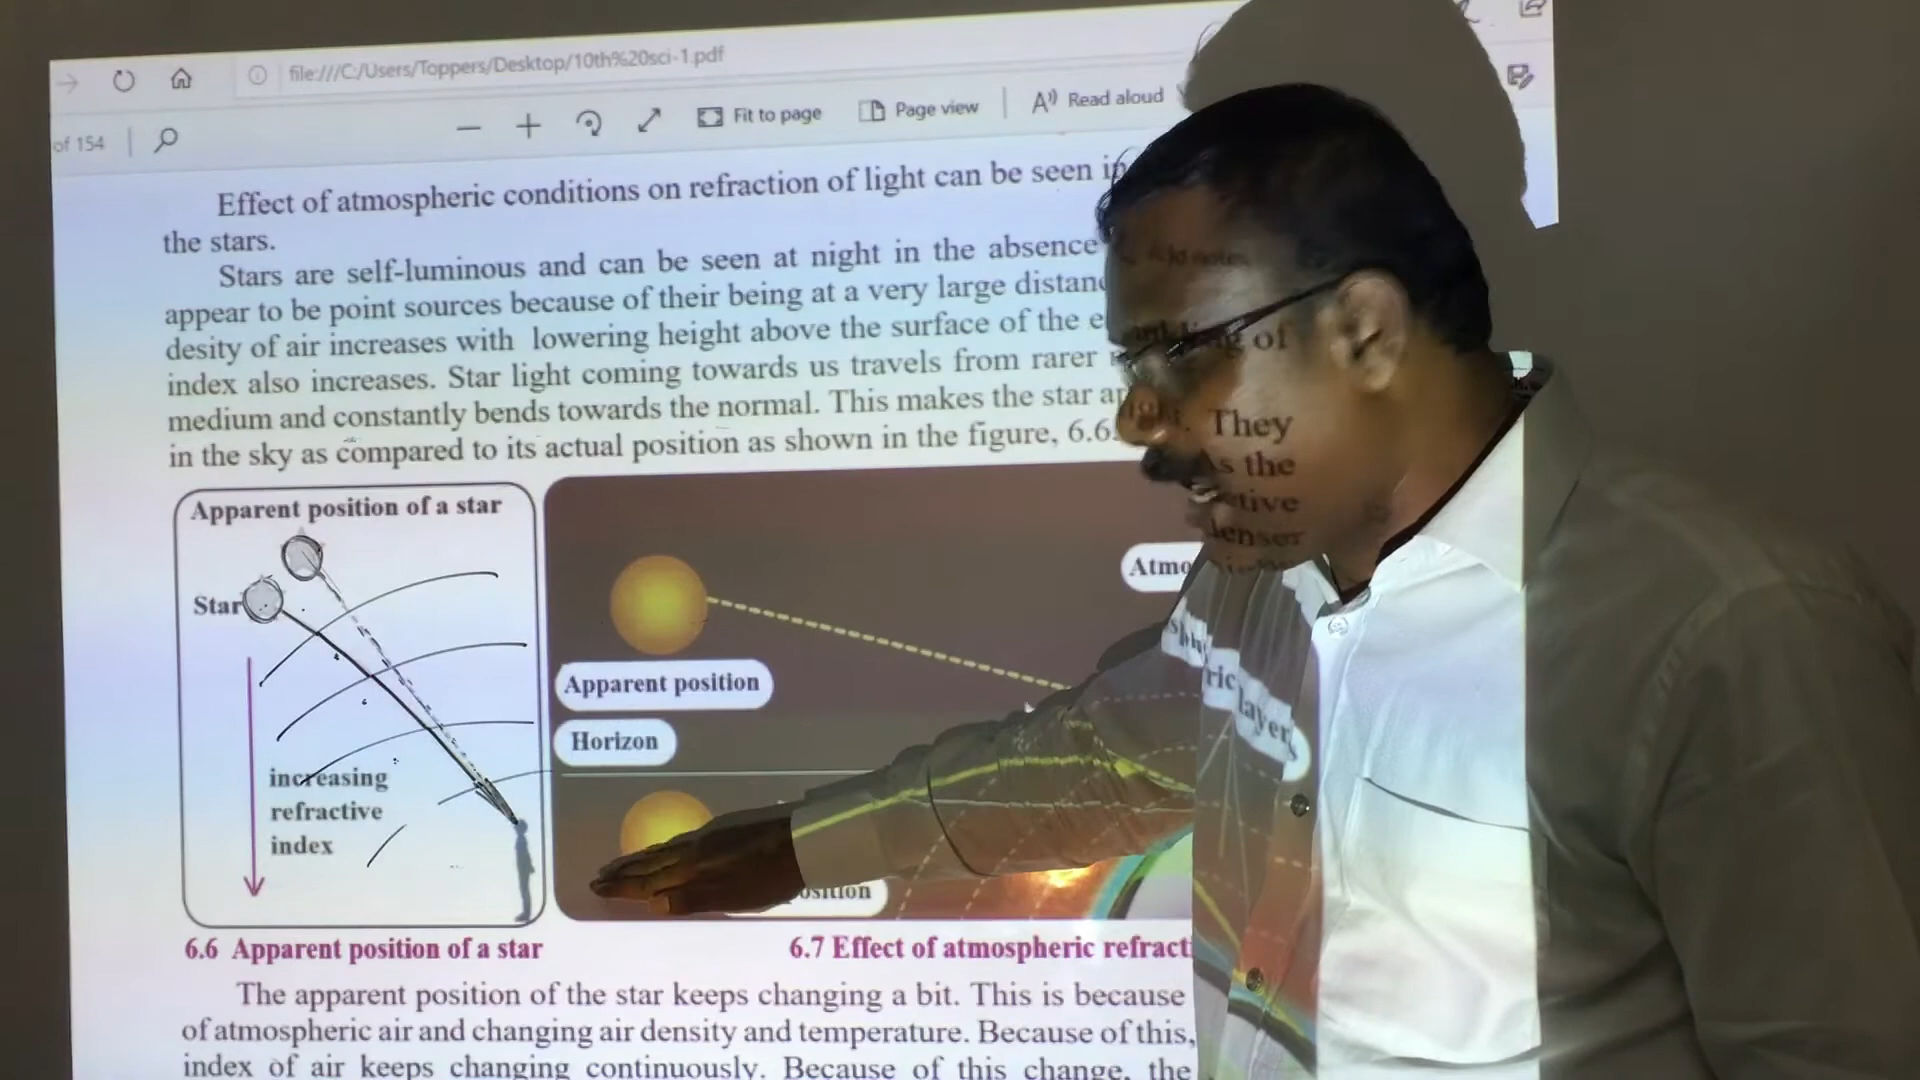 file:///C:/Users/Toppers/Desktop/10th%20sci-1.pdf
of 154
Fit to page
Page view
Read aloud
Effect of atmospheric conditions on refraction of light can be seen in
the stars.
Stars are self-luminous and can be seen at night in the absence
appear to be point sources because of their being at a very large
They
desity of air increases with lowering height above the surface of the
As the
index also increases. Star light coming towards us travels from rarer
medium and constantly bends towards the normal. This makes the star
in the sky as compared to its actual position as shown in the figure, 6.6.
Apparent position of a star
Star
increasing
refractive
index
Apparent position
Horizon
layer
6.6 Apparent position of a star
6.7 Effect of atmospheric
The apparent position of the star keeps changing a bit. This is because
of atmospheric air and changing air density and temperature. Because of this,
index of air keeps changing continuously. Because of this change, the